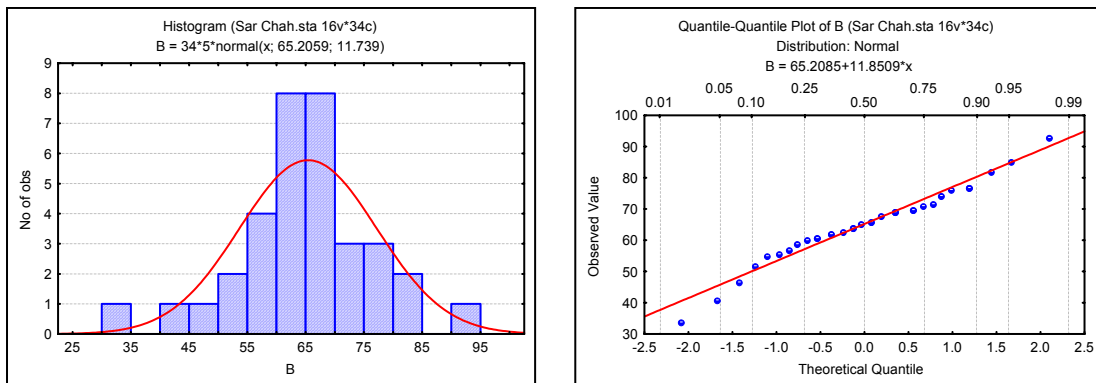 Histogram (Sar Chah.sta 16v*34c)
B = 34*5*normal(x; 65.2059; 11.739)
9
8
7
6
5
4
3
2
1
0
No of obs
25 35 45 55 65 75 85 95
B
Quantile-Quantile Plot of B (Sar Chah.sta 16v*34c)
Distribution: Normal
B = 65.2085+11.8509*x
0.01 0.05 0.10 0.25 0.50 0.75 0.90 0.95 0.99
100
90
80
70
60
50
40
30
Observed Value
-2.5 -2.0 -1.5 -1.0 -0.5 0.0 0.5 1.0 1.5 2.0 2.5
Theoretical Quantile